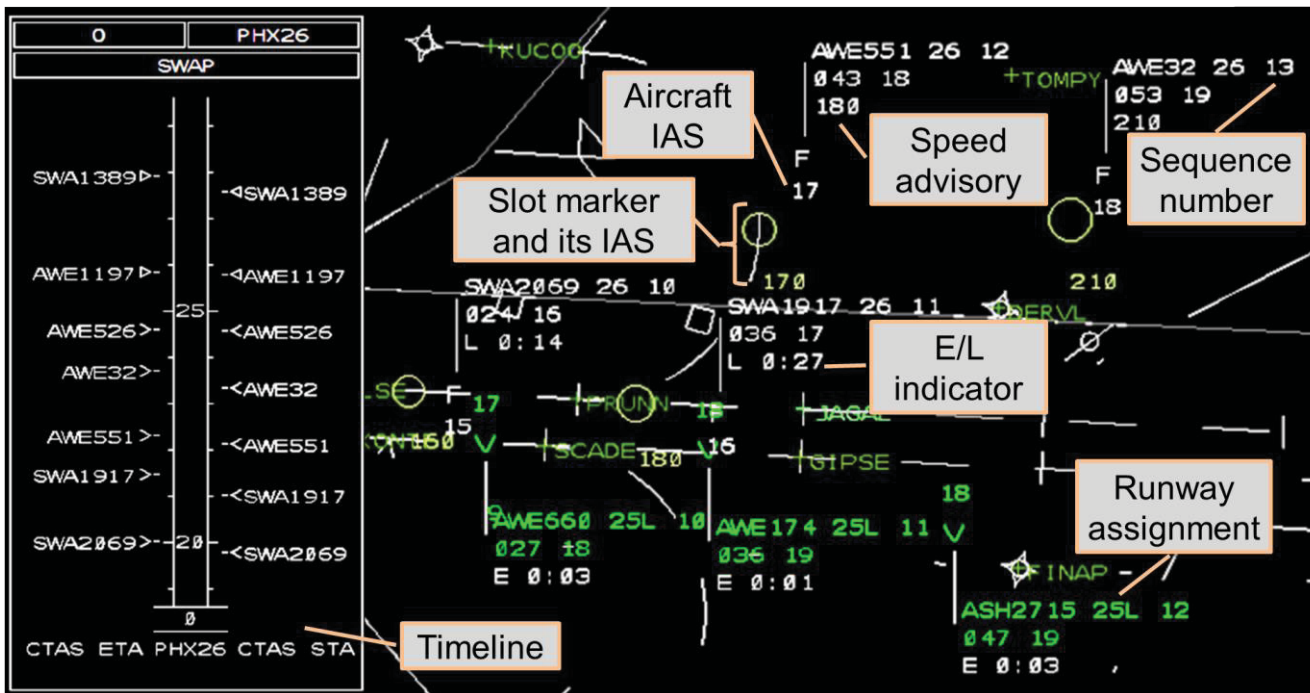 0 PHX26
SWAP
SWA1389
SWA1389
AWE1197
AWE1197
25
AWE526
AWE526
AWE32
AWE32
AWE551
AWE551
SWA1917
SWA1917
SWA2069
20
SWA2069
0
CTAS ETA PHX26 CTAS STA
Timeline
KUCOO
AWE551 26 12
043 18
180
TOMPY
AWE32 26 13
053 19
210
Aircraft
IAS
Speed
advisory
Sequence
number
F
17
F
18
Slot marker
and its IAS
170
210
SWA2069 26 10
024 16
L 0:14
SWA1917 26 11
036 17
L 0:27
DERVL
E/L
indicator
F
17
PRUNN
JAGAL
15
160
V
SCADE
180
V
16
GIPSE
18
V
Runway
assignment
AWE660 25L 10
027 18
E 0:03
AWE174 25L 11
036 19
E 0:01
FINAP
ASH2715 25L 12
047 19
E 0:03